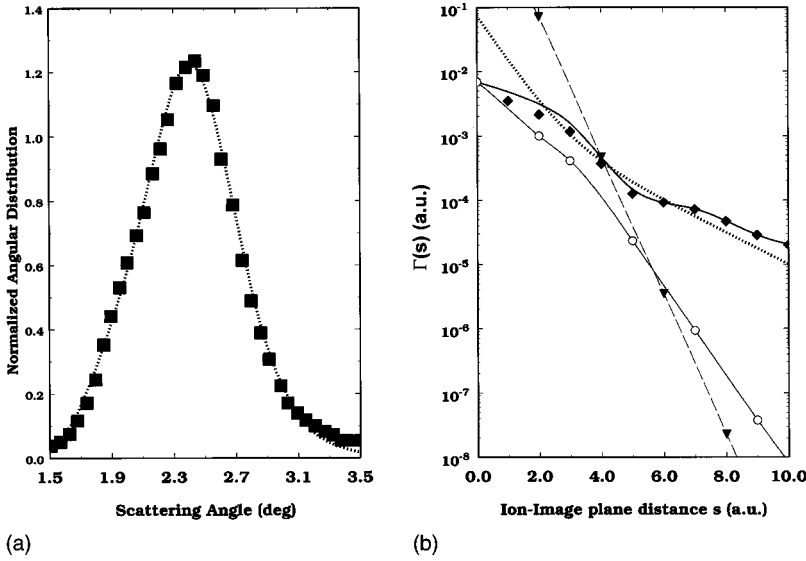 1.4
1.2
1.0
0.8
0.6
0.4
0.2
0.0
Normalized Angular Distribution
1.5 1.9 2.3 2.7 3.1 3.5
Scattering Angle (deg)
(a)
10-1
10-2
10-3
10-4
10-5
10-6
10-7
10-8
Γ(s) (a.u.)
0.0 2.0 4.0 6.0 8.0 10.0
Ion-Image plane distance s (a.u.)
(b)